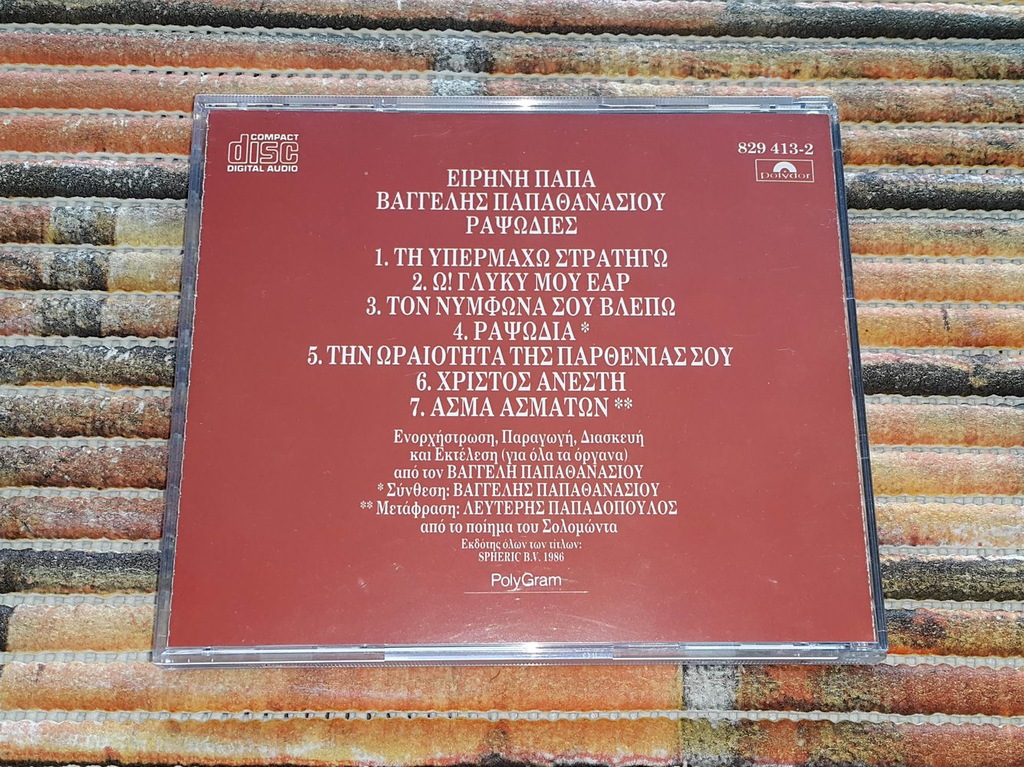 COMPACT
disc
DIGITAL AUDIO
829 413-2
polydor
ΕΙΡΗΝΗ ΠΑΠΑ
ΒΑΓΓΕΛΗΣ ΠΑΠΑΘΑΝΑΣΙΟΥ
ΡΑΨΩΔΙΕΣ
1. ΤΗ ΥΠΕΡΜΑΧΩ ΣΤΡΑΤΗΓΩ
2. Ω! ΓΛΥΚΥ ΜΟΥ ΕΑΡ
3. ΤΟΝ ΝΥΜΦΩΝΑ ΣΟΥ ΒΛΕΠΩ
4. ΡΑΨΩΔΙΑ *
5. ΤΗΝ ΩΡΑΙΟΤΗΤΑ ΤΗΣ ΠΑΡΘΕΝΙΑΣ ΣΟΥ
6. ΧΡΙΣΤΟΣ ΑΝΕΣΤΗ
7. ΑΣΜΑ ΑΣΜΑΤΩΝ **
Ενορχήστρωση, Παραγωγή, Διασκευή
και Εκτέλεση (για όλα τα όργανα)
από τον ΒΑΓΓΕΛΗ ΠΑΠΑΘΑΝΑΣΙΟΥ
* Σύνθεση: ΒΑΓΓΕΛΗΣ ΠΑΠΑΘΑΝΑΣΙΟΥ
** Μετάφραση: ΛΕΥΤΕΡΗΣ ΠΑΠΑΔΟΠΟΥΛΟΣ
από το ποίημα του Σολομώντα
Εκδότης όλων των τίτλων:
SPHERIC B.V. 1986
PolyGram